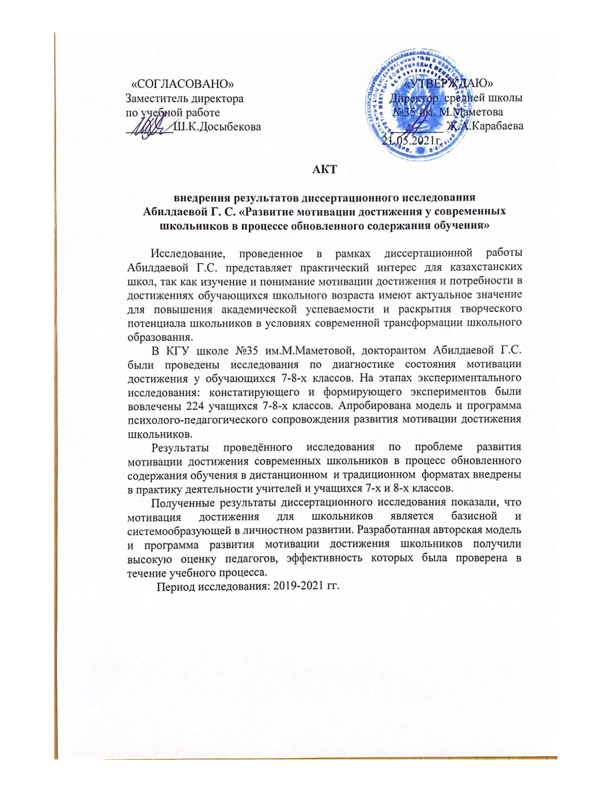 «СОГЛАСОВАНО»
Заместитель директора
по учебной работе
Ш.К.Досыбекова
«УТВЕРЖДАЮ»
Директор средней школы
№35 им. М.Маметова
Ж.А.Карабаева
21.05.2021г.
АКТ
внедрения результатов диссертационного исследования
Абилдаевой Г. С. «Развитие мотивации достижения у современных
школьников в процессе обновленного содержания обучения»
Исследование, проведенное в рамках диссертационной работы
Абилдаевой Г.С. представляет практический интерес для казахстанских
школ, так как изучение и понимание мотивации достижения и потребности в
достижениях обучающихся школьного возраста имеют актуальное значение
для повышения академической успеваемости и раскрытия творческого
потенциала школьников в условиях современной трансформации школьного
образования.
В КГУ школе №35 им.М.Маметовой, докторантом Абилдаевой Г.С.
были проведены исследования по диагностике состояния мотивации
достижения у обучающихся 7-8-х классов. На этапах экспериментального
исследования: констатирующего и формирующего экспериментов были
вовлечены 224 учащихся 7-8-х классов. Апробирована модель и программа
психолого-педагогического сопровождения развития мотивации достижения
школьников.
Результаты проведённого исследования по проблеме развития
мотивации достижения современных школьников в процесс обновленного
содержания обучения в дистанционном и традиционном форматах внедрены
в практику деятельности учителей и учащихся 7-х и 8-х классов.
Полученные результаты диссертационного исследования показали, что
мотивация достижения для школьников является базисной и
системообразующей в личностном развитии. Разработанная авторская модель
и программа развития мотивации достижения школьников получили
высокую оценку педагогов, эффективность которых была проверена в
течение учебного процесса.
Период исследования: 2019-2021 гг.